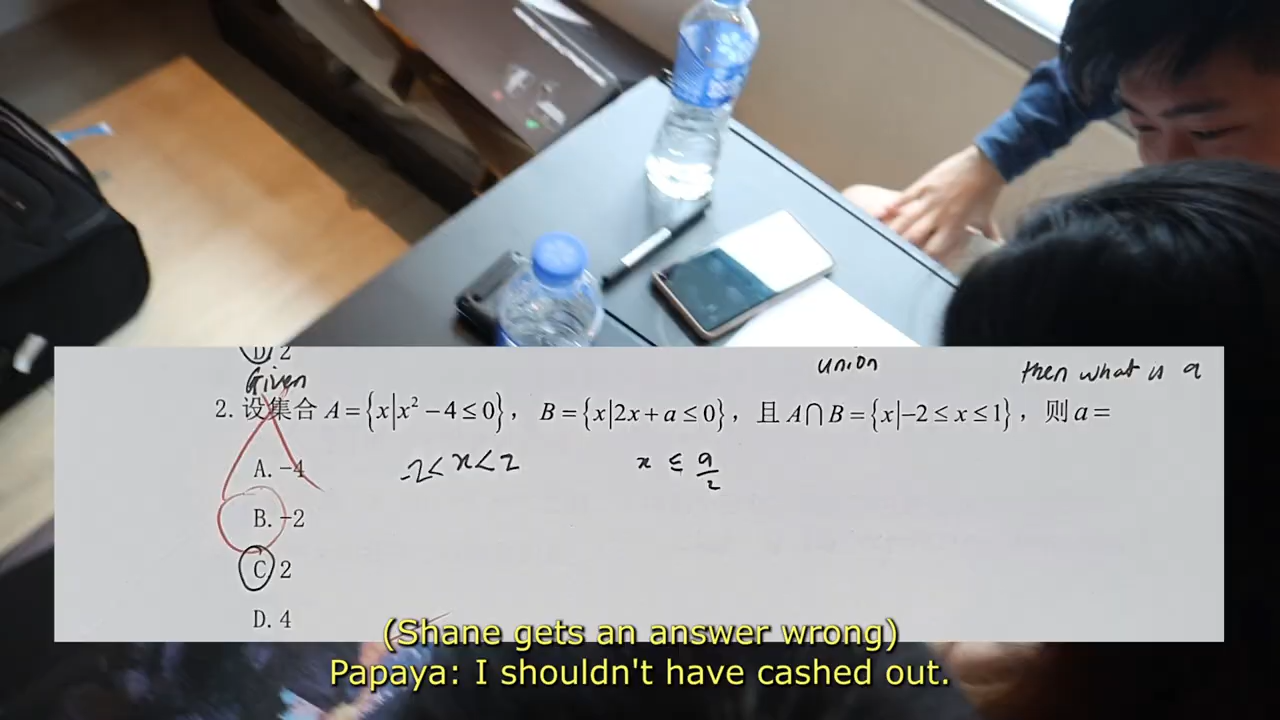 D 2
Given
union
then what is a
2. 设集合 A={x|x²-4≤0}, B={x|2x+a≤0}, 且 A∩B={x|-2≤x≤1}, 则 a=
A. -4
-2<x<2
x ≤ a/2
B. -2
C 2
D. 4
(Shane gets an answer wrong)
Papaya: I shouldn't have cashed out.